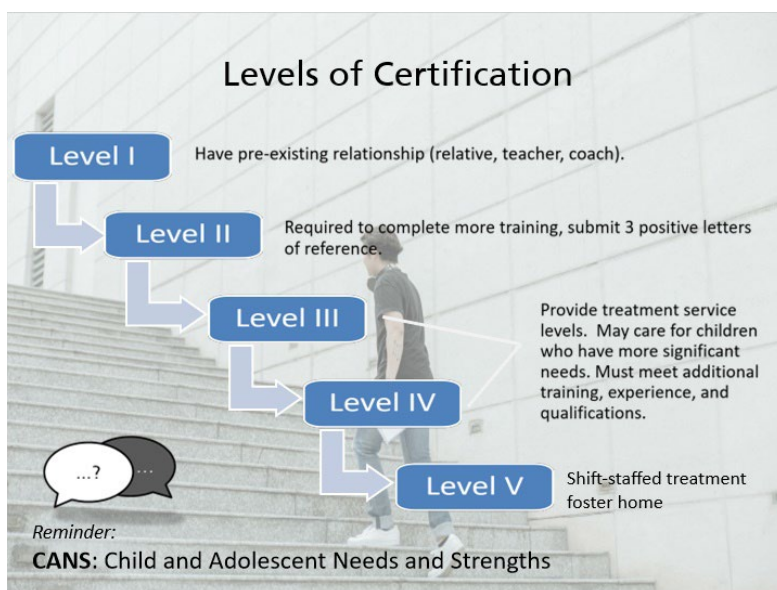 Levels of Certification
Level I
Have pre-existing relationship (relative, teacher, coach).
Level II
Required to complete more training, submit 3 positive letters
of reference.
Level III
Provide treatment service
levels.  May care for children
who have more significant
needs. Must meet additional
training, experience, and
qualifications.
Level IV
Level V
Shift-staffed treatment
foster home
...?
...
Reminder:
CANS: Child and Adolescent Needs and Strengths